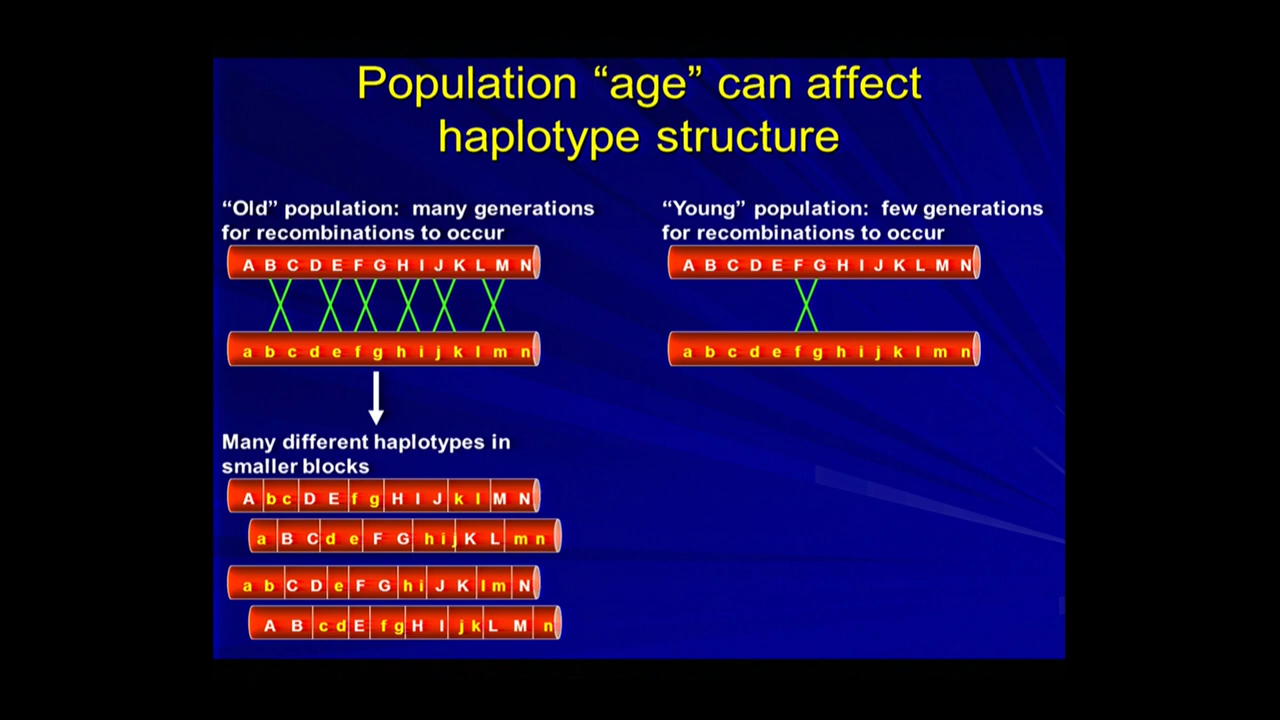 Population “age” can affect
haplotype structure
“Old” population: many generations
for recombinations to occur
A B C D E F G H I J K L M N
a b c d e f g h i j k l m n
Many different haplotypes in
smaller blocks
A b c D E f g H I J k l M N
a B C d e F G h i j K L m n
a b C D e F G h i J K l m N
A B c d E f g H I j k L M n
“Young” population: few generations
for recombinations to occur
A B C D E F G H I J K L M N
a b c d e f g h i j k l m n